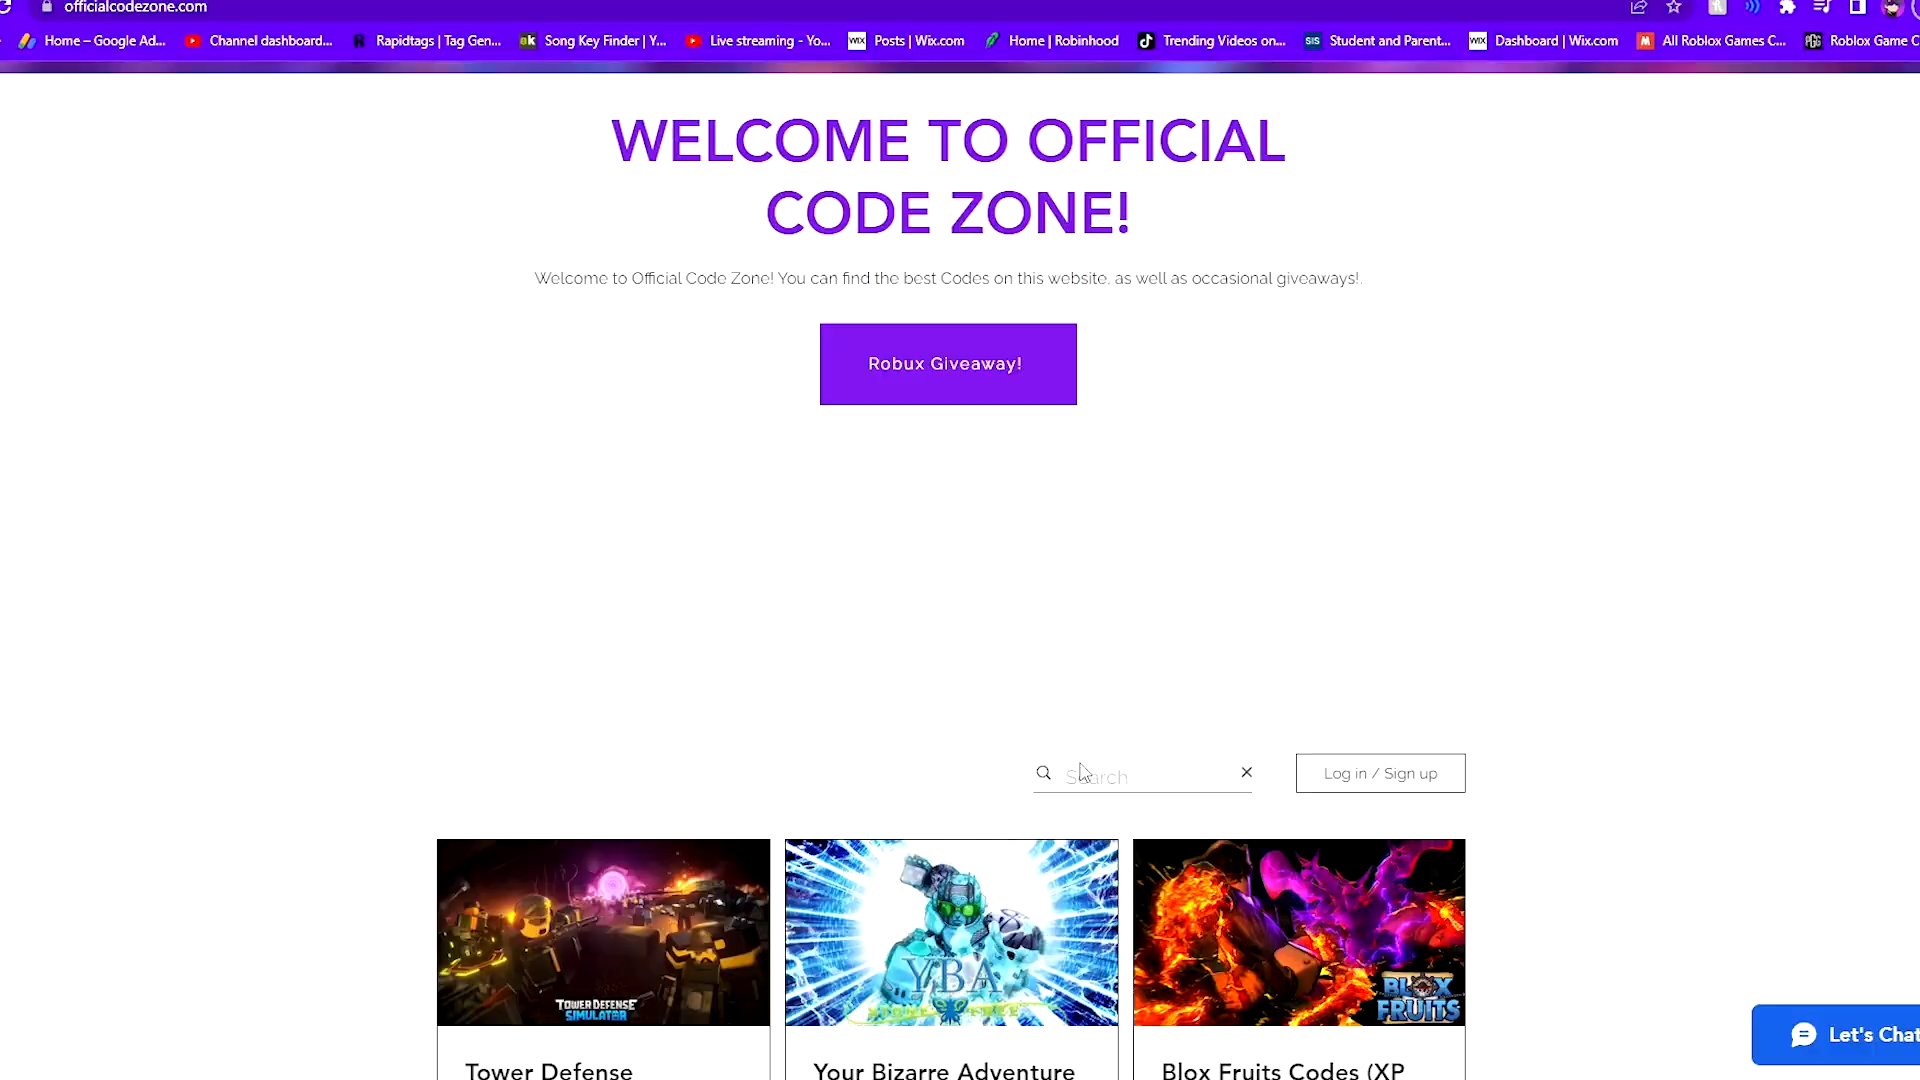 officialcodezone.com
Home – Google Ad... Channel dashboard... Rapidtags | Tag Gen... Song Key Finder | Y... Live streaming - Yo... WIX Posts | Wix.com Home | Robinhood Trending Videos on... SIS Student and Parent... WIX Dashboard | Wix.com M All Roblox Games C... Roblox Game C
WELCOME TO OFFICIAL
CODE ZONE!
Welcome to Official Code Zone! You can find the best Codes on this website, as well as occasional giveaways!.
Robux Giveaway!
Search
Log in / Sign up
TOWER DEFENSE
SIMULATOR
YBA
BLOX
FRUITS
Let's Chat
Tower Defense
Your Bizarre Adventure
Blox Fruits Codes (XP